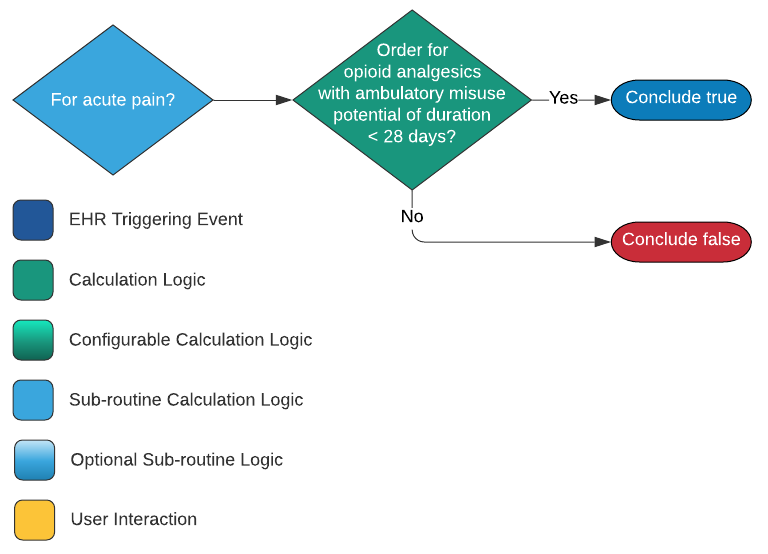 For acute pain?
Order for
opioid analgesics
with ambulatory misuse
potential of duration
< 28 days?
Yes
Conclude true
No
Conclude false
EHR Triggering Event
Calculation Logic
Configurable Calculation Logic
Sub-routine Calculation Logic
Optional Sub-routine Logic
User Interaction